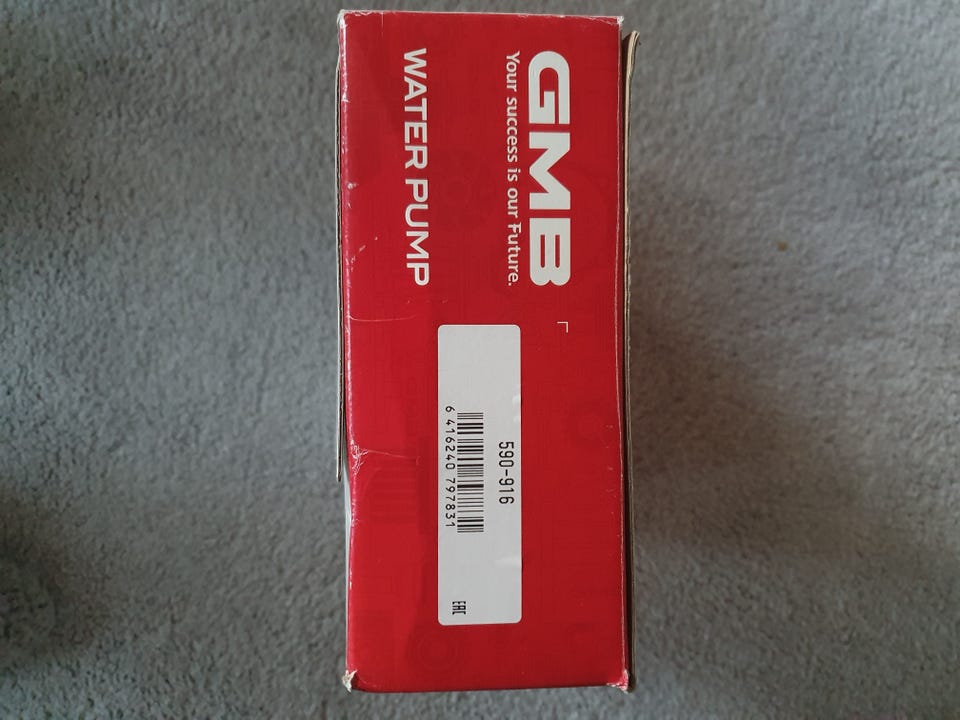 GMB
Your success is our Future.
WATER PUMP
590-916
6 416240 797831
EAC